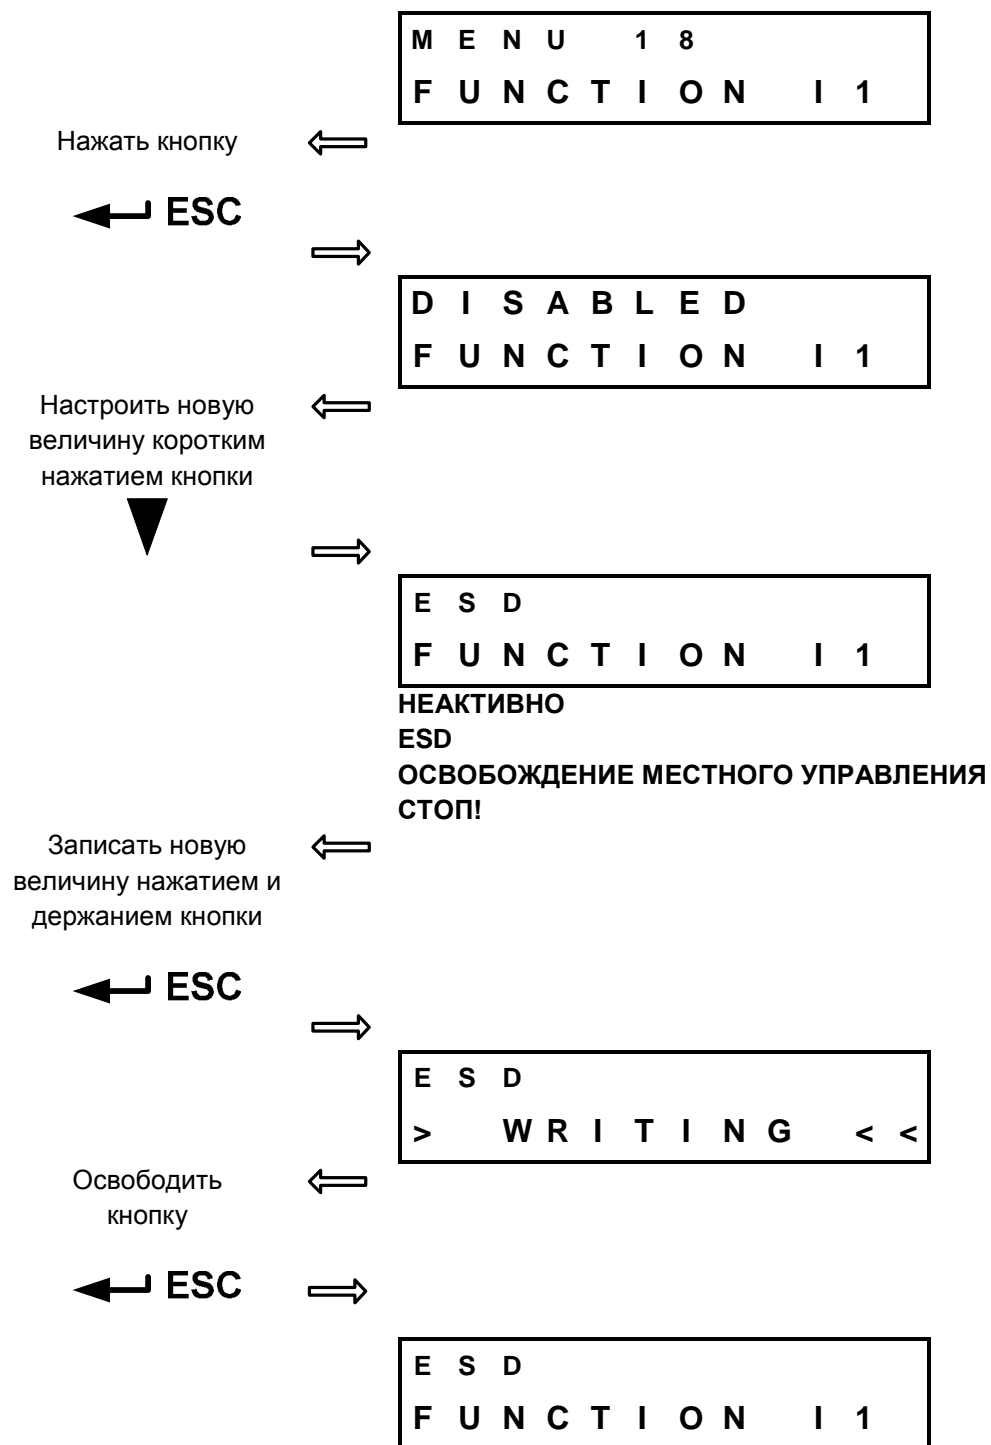 MENU 18
FUNCTION I1
Нажать кнопку
ESC
DISABLED
FUNCTION I1
Настроить новую
величину коротким
нажатием кнопки
ESD
FUNCTION I1
НЕАКТИВНО
ESD
ОСВОБОЖДЕНИЕ МЕСТНОГО УПРАВЛЕНИЯ
СТОП!
Записать новую
величину нажатием и
держанием кнопки
ESC
ESD
> WRITING <<
Освободить
кнопку
ESC
ESD
FUNCTION I1